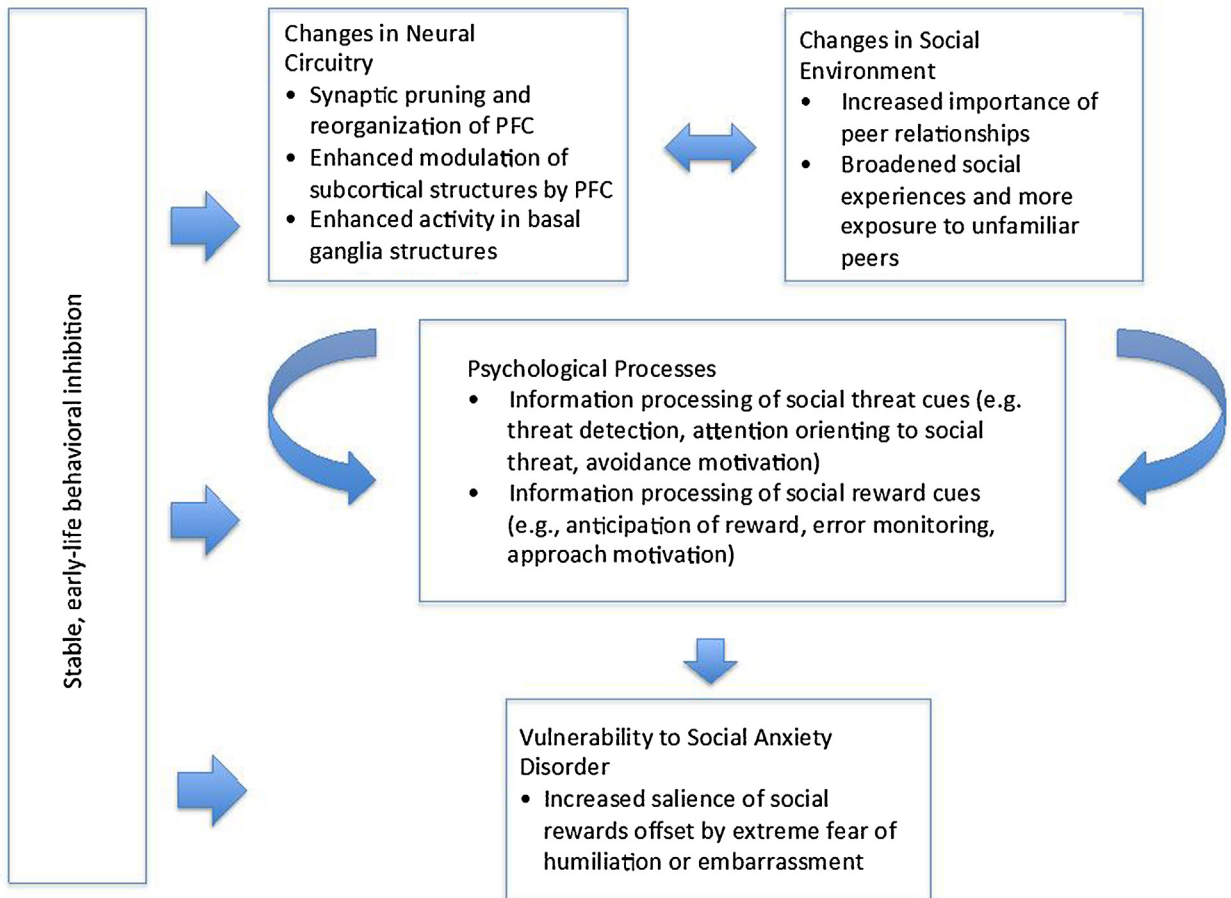 Changes in Neural
Circuitry
• Synaptic pruning and
reorganization of PFC
• Enhanced modulation of
subcortical structures by PFC
• Enhanced activity in basal
ganglia structures
Changes in Social
Environment
• Increased importance of
peer relationships
• Broadened social
experiences and more
exposure to unfamiliar
peers
Stable, early-life behavioral inhibition
Psychological Processes
• Information processing of social threat cues (e.g.
threat detection, attention orienting to social
threat, avoidance motivation)
• Information processing of social reward cues
(e.g., anticipation of reward, error monitoring,
approach motivation)
Vulnerability to Social Anxiety
Disorder
• Increased salience of social
rewards offset by extreme fear of
humiliation or embarrassment